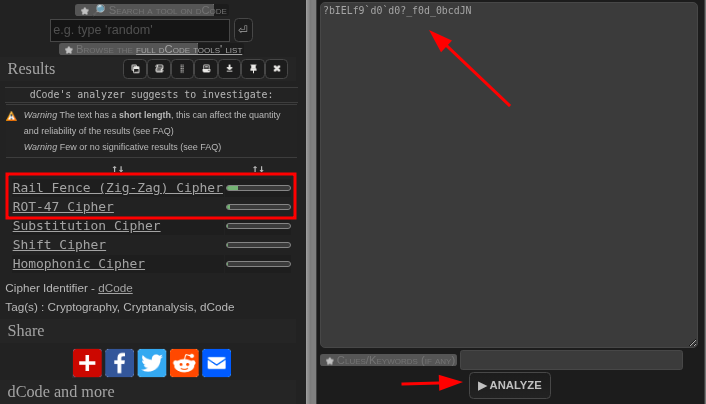 SEARCH A TOOL ON DCODE
e.g. type 'random'
BROWSE THE FULL DCODE TOOLS' LIST
Results
dCode's analyzer suggests to investigate:
Warning The text has a short length, this can affect the quantity
and reliability of the results (see FAQ)
Warning Few or no significative results (see FAQ)
↑↓ ↑↓
Rail Fence (Zig-Zag) Cipher
ROT-47 Cipher
Substitution Cipher
Shift Cipher
Homophonic Cipher
Cipher Identifier - dCode
Tag(s) : Cryptography, Cryptanalysis, dCode
Share
dCode and more
?bIELf9`d0`d0?_f0d_0bcdJN
CLUES/KEYWORDS (IF ANY)
▶ ANALYZE